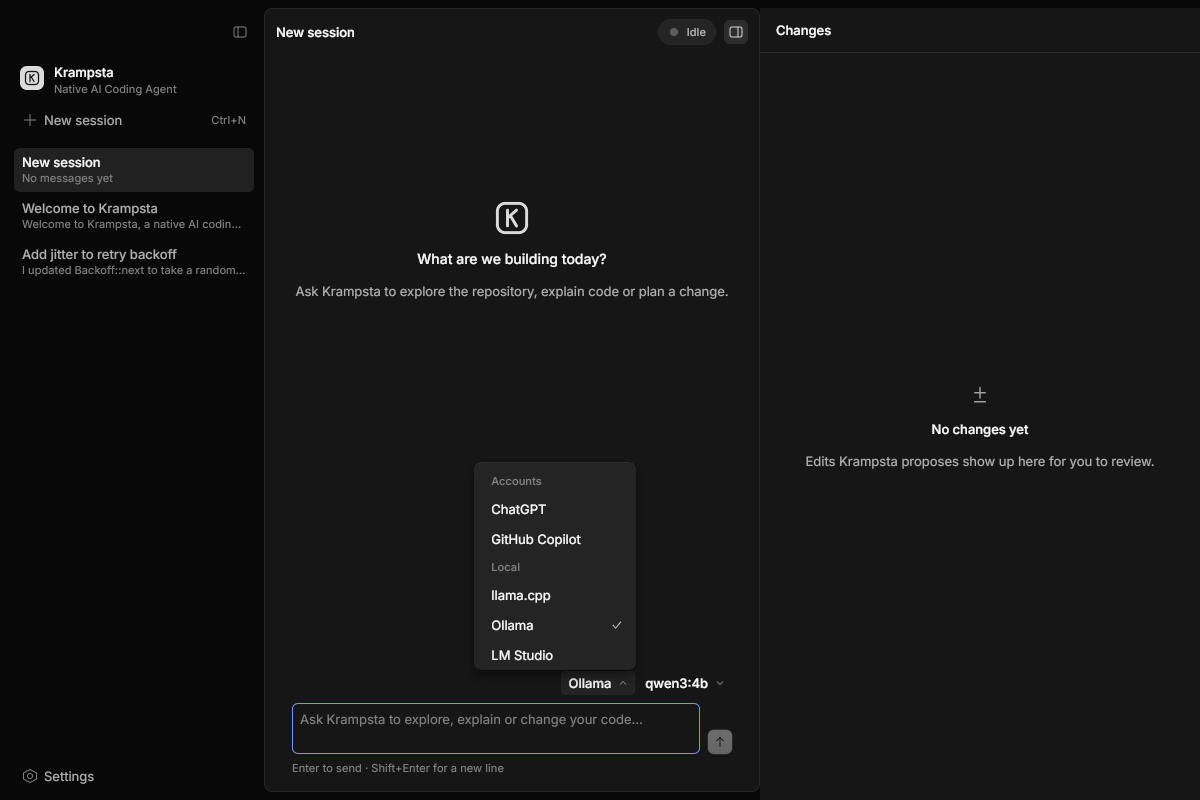 Krampsta
Native AI Coding Agent
New session Ctrl+N
New session
No messages yet
Welcome to Krampsta
Welcome to Krampsta, a native AI codin...
Add jitter to retry backoff
I updated Backoff::next to take a random...
Settings
New session
Idle
K
What are we building today?
Ask Krampsta to explore the repository, explain code or plan a change.
Accounts
ChatGPT
GitHub Copilot
Local
llama.cpp
Ollama
LM Studio
Ollama qwen3:4b
Ask Krampsta to explore, explain or change your code...
Enter to send · Shift+Enter for a new line
Changes
No changes yet
Edits Krampsta proposes show up here for you to review.